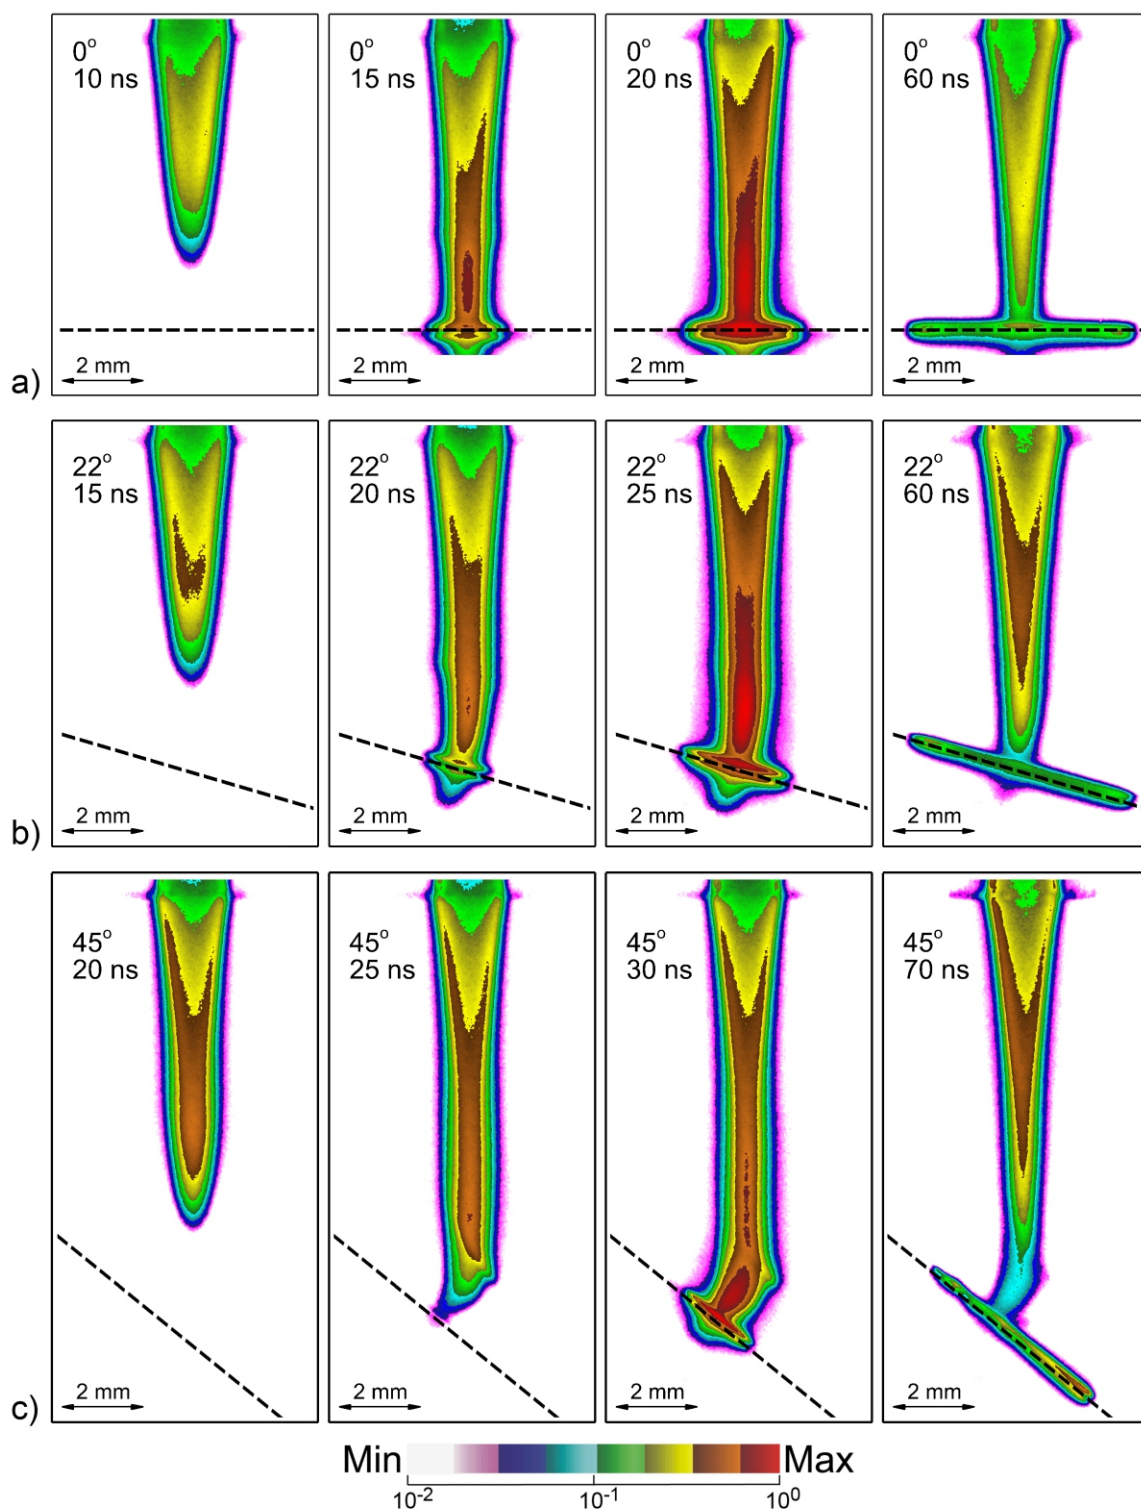 0° 10 ns
0° 15 ns
0° 20 ns
0° 60 ns
2 mm
2 mm
2 mm
2 mm
a)
22° 15 ns
22° 20 ns
22° 25 ns
22° 60 ns
2 mm
2 mm
2 mm
2 mm
b)
45° 20 ns
45° 25 ns
45° 30 ns
45° 70 ns
2 mm
2 mm
2 mm
2 mm
c)
Min Max
10⁻² 10⁻¹ 10⁰